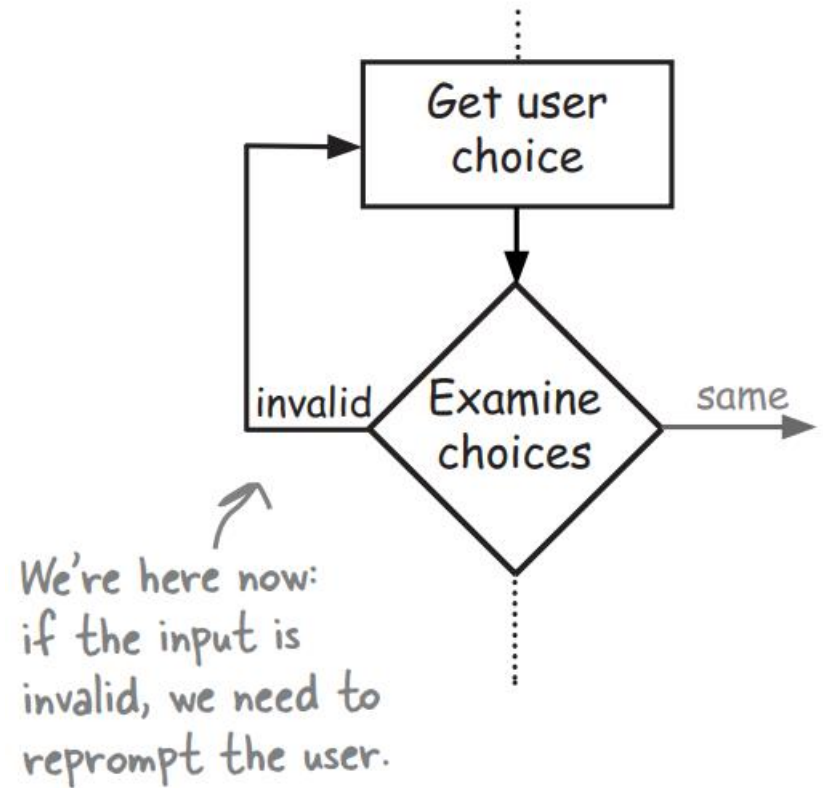 Get user
choice
invalid
Examine
choices
same
We're here now:
if the input is
invalid, we need to
reprompt the user.